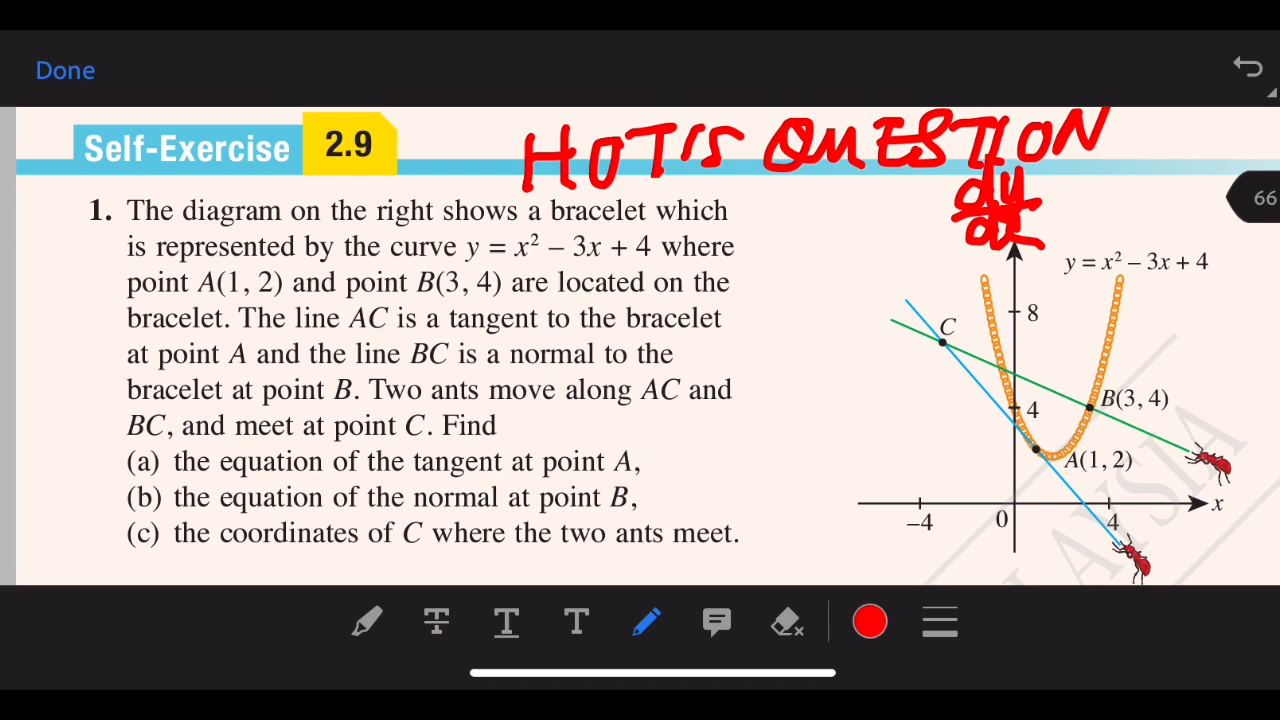 Done
Self-Exercise 2.9
HOT'S QUESTION
dy
dx
66
1. The diagram on the right shows a bracelet which
is represented by the curve y = x² – 3x + 4 where
point A(1, 2) and point B(3, 4) are located on the
bracelet. The line AC is a tangent to the bracelet
at point A and the line BC is a normal to the
bracelet at point B. Two ants move along AC and
BC, and meet at point C. Find
(a) the equation of the tangent at point A,
(b) the equation of the normal at point B,
(c) the coordinates of C where the two ants meet.
y = x² – 3x + 4
8
C
4
B(3, 4)
A(1, 2)
–4
0
4
x
LAYSIA
T
T
T